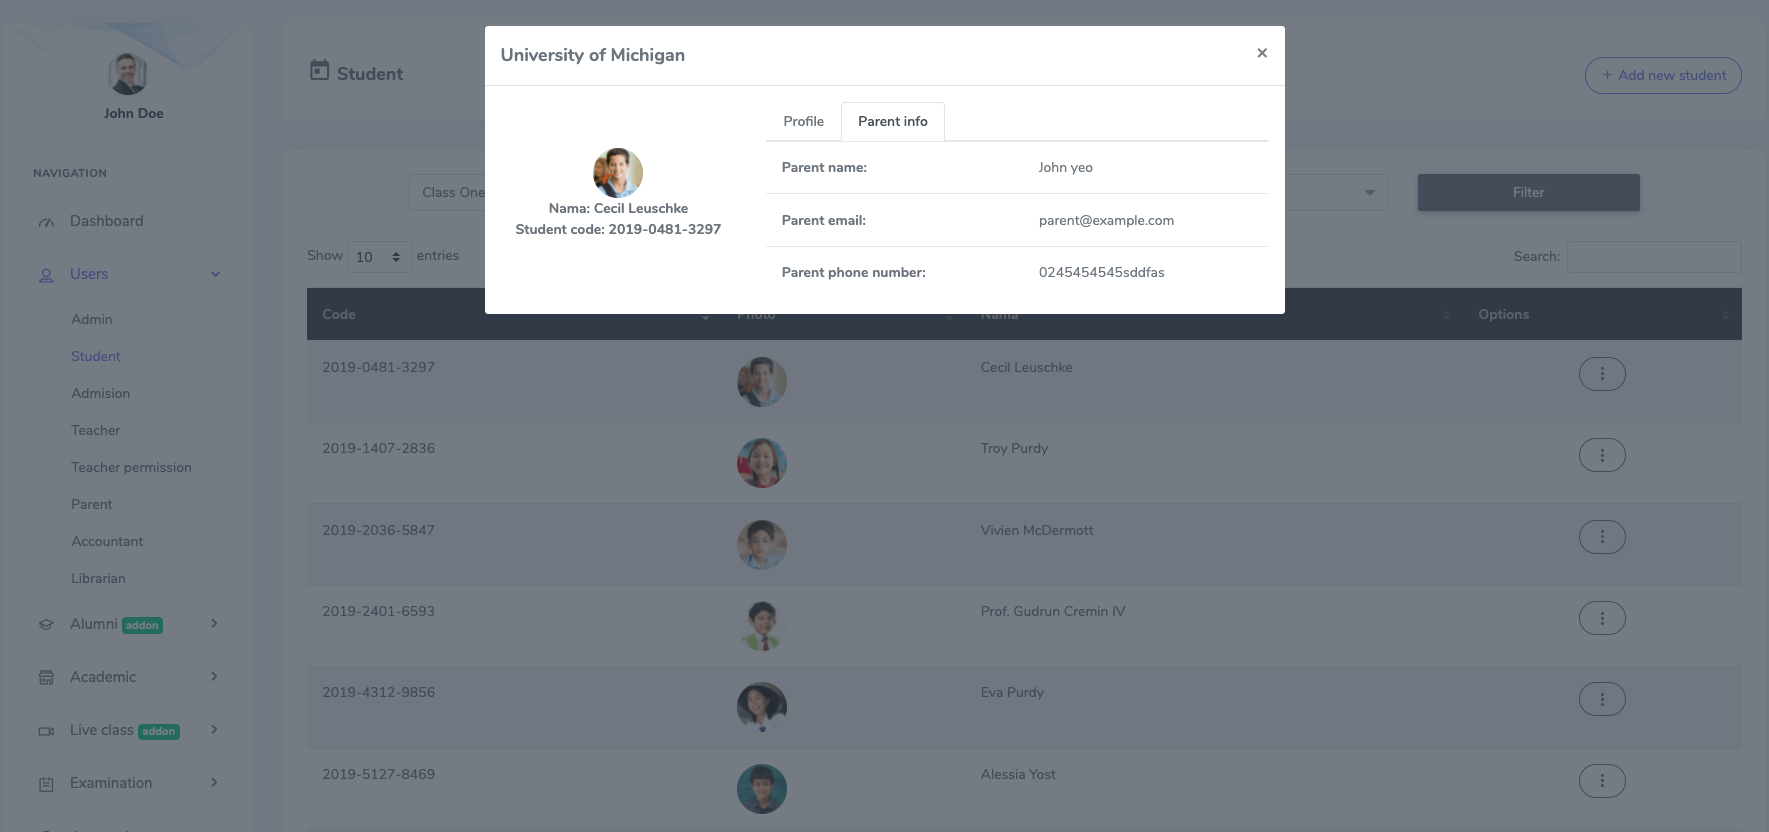 University of Michigan
×
Student
+ Add new student
John Doe
Profile
Parent info
Parent name:
John yeo
NAVIGATION
Nama: Cecil Leuschke
Student code: 2019-0481-3297
Class One
Filter
Dashboard
Parent email:
parent@example.com
Show 10 entries
Search:
Users
Parent phone number:
0245454545sddfas
Code
Photo
Nama
Options
Admin
Student
Admision
Teacher
Teacher permission
Parent
Accountant
Librarian
Alumni addon
Academic
Live class addon
Examination
2019-0481-3297
Cecil Leuschke
2019-1407-2836
Troy Purdy
2019-2036-5847
Vivien McDermott
2019-2401-6593
Prof. Gudrun Cremin IV
2019-4312-9856
Eva Purdy
2019-5127-8469
Alessia Yost